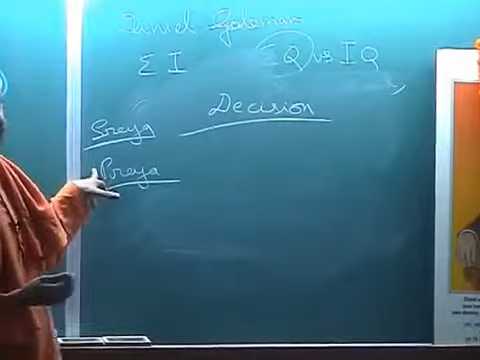 Daniel Goleman
EI EQ vs IQ
Decision
Sreya
Preya